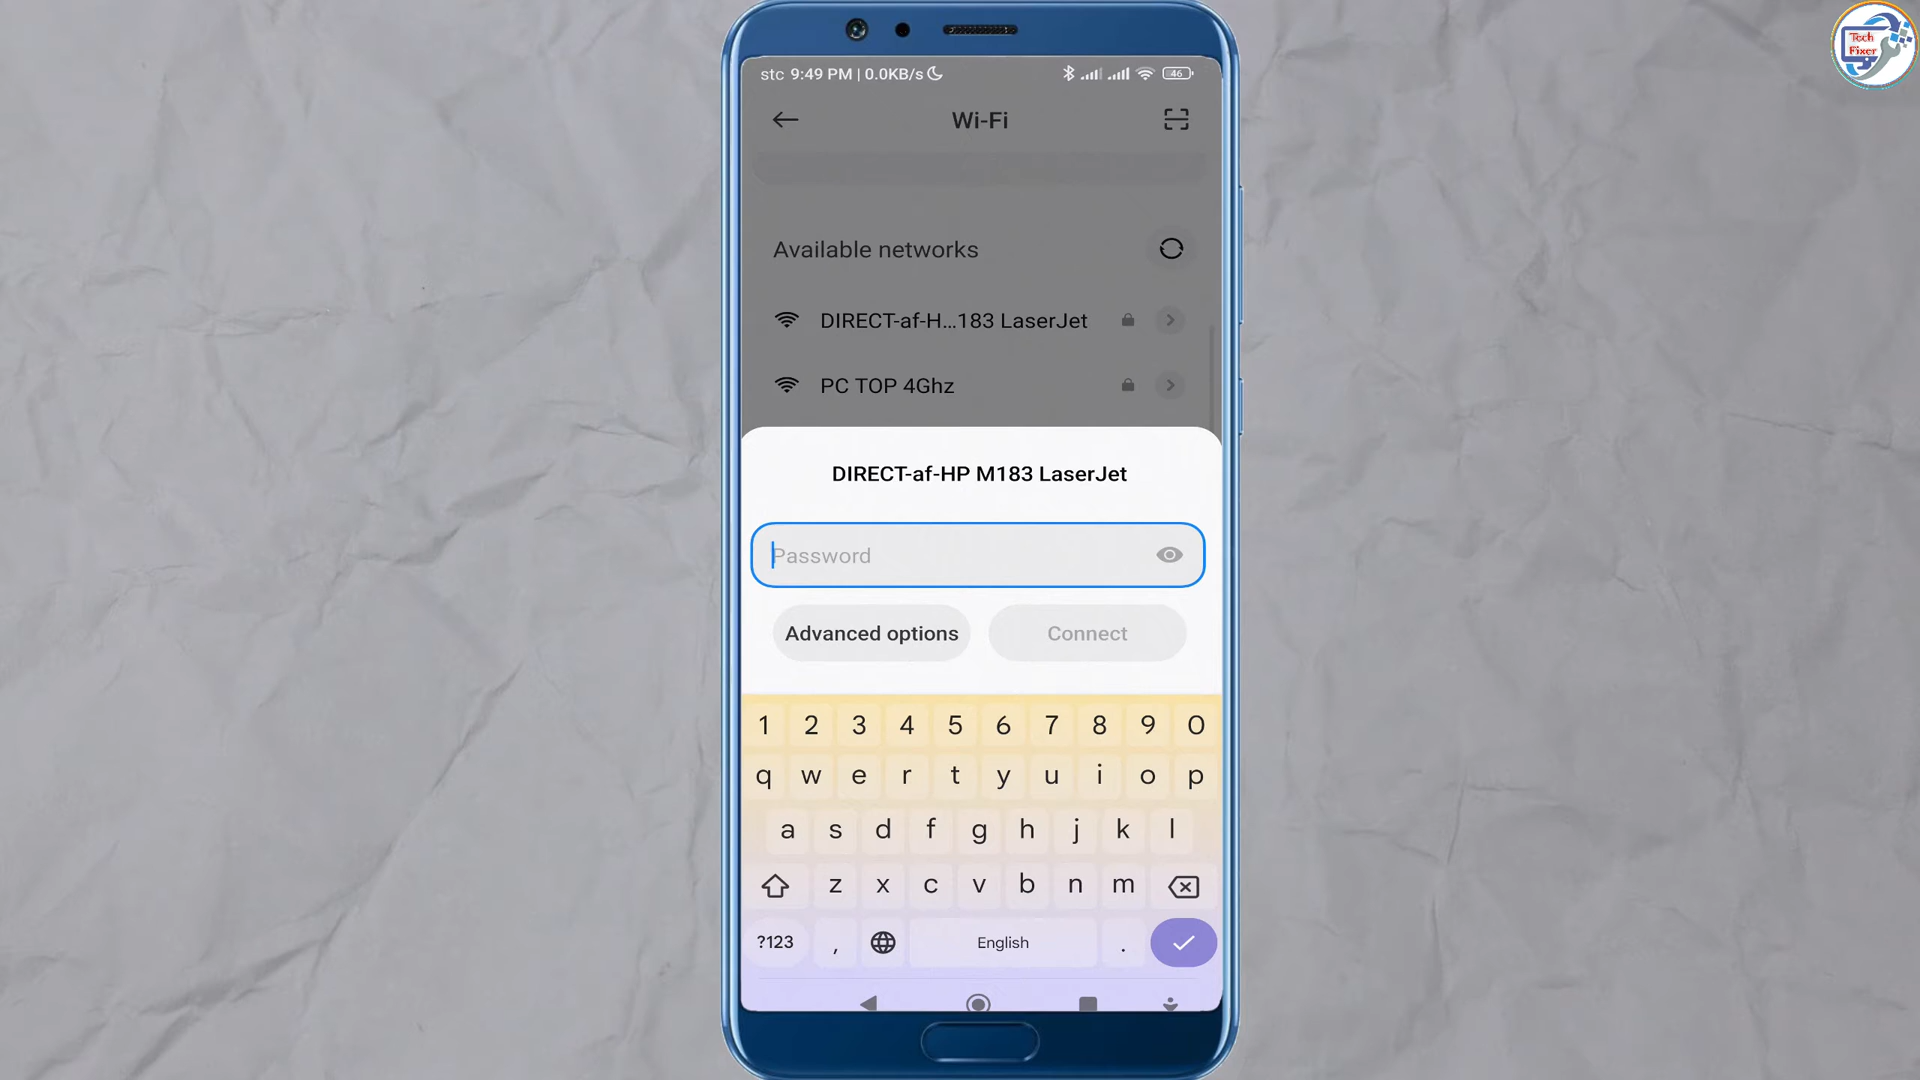 Tech
Fixer
stc 9:49 PM | 0.0KB/s
46
Wi-Fi
Available networks
DIRECT-af-H...183 LaserJet
PC TOP 4Ghz
DIRECT-af-HP M183 LaserJet
Password
Advanced options
Connect
1 2 3 4 5 6 7 8 9 0
q w e r t y u i o p
a s d f g h j k l
z x c v b n m
?123 , English .